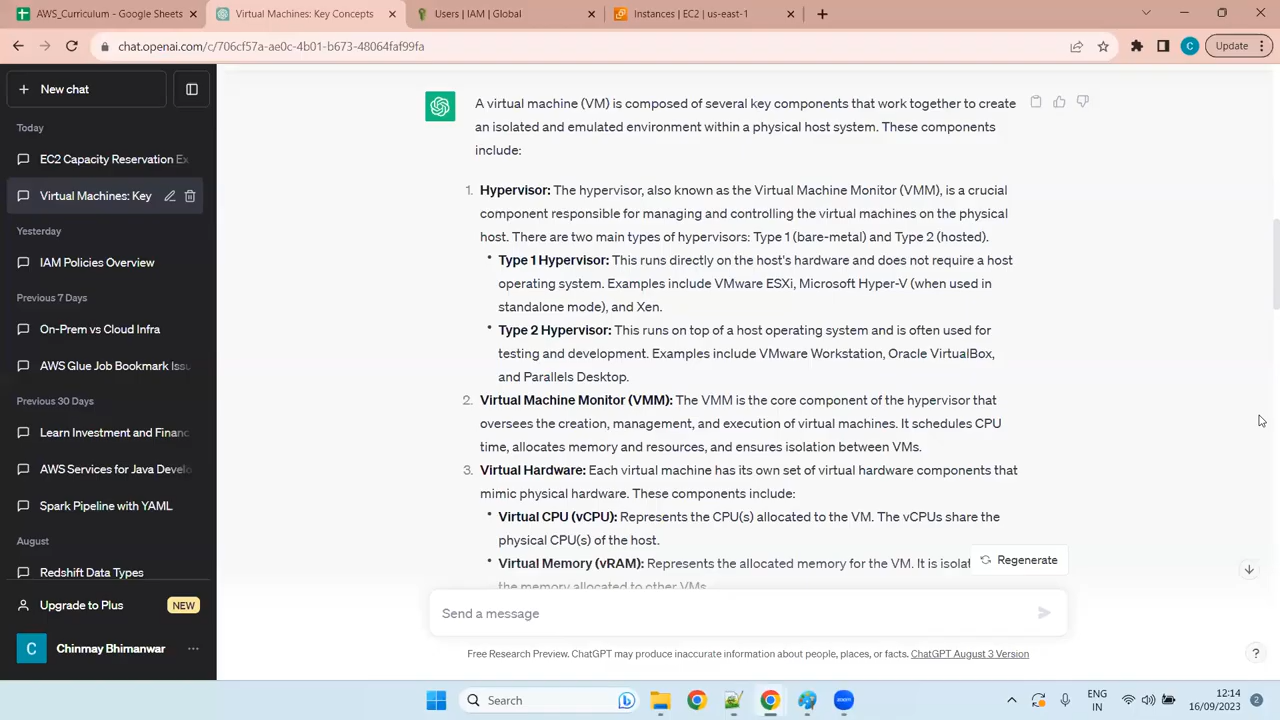 AWS_Curriculum - Google Sheets
Virtual Machines: Key Concepts
Users | IAM | Global
Instances | EC2 | us-east-1
chat.openai.com/c/706cf57a-ae0c-4b01-b673-48064faf99fa
C
Update
New chat
Today
EC2 Capacity Reservation Ex
Virtual Machines: Key
Yesterday
IAM Policies Overview
Previous 7 Days
On-Prem vs Cloud Infra
AWS Glue Job Bookmark Issu
Previous 30 Days
Learn Investment and Financ
AWS Services for Java Develo
Spark Pipeline with YAML
August
Redshift Data Types
Upgrade to Plus
NEW
C
Chinmay Bhimanwar
A virtual machine (VM) is composed of several key components that work together to create
an isolated and emulated environment within a physical host system. These components
include:
1. Hypervisor: The hypervisor, also known as the Virtual Machine Monitor (VMM), is a crucial
component responsible for managing and controlling the virtual machines on the physical
host. There are two main types of hypervisors: Type 1 (bare-metal) and Type 2 (hosted).
• Type 1 Hypervisor: This runs directly on the host's hardware and does not require a host
operating system. Examples include VMware ESXi, Microsoft Hyper-V (when used in
standalone mode), and Xen.
• Type 2 Hypervisor: This runs on top of a host operating system and is often used for
testing and development. Examples include VMware Workstation, Oracle VirtualBox,
and Parallels Desktop.
2. Virtual Machine Monitor (VMM): The VMM is the core component of the hypervisor that
oversees the creation, management, and execution of virtual machines. It schedules CPU
time, allocates memory and resources, and ensures isolation between VMs.
3. Virtual Hardware: Each virtual machine has its own set of virtual hardware components that
mimic physical hardware. These components include:
• Virtual CPU (vCPU): Represents the CPU(s) allocated to the VM. The vCPUs share the
physical CPU(s) of the host.
• Virtual Memory (vRAM): Represents the allocated memory for the VM. It is isolat
the memory allocated to other VMs.
Regenerate
Send a message
Free Research Preview. ChatGPT may produce inaccurate information about people, places, or facts. ChatGPT August 3 Version
?
Search
ENG
IN
12:14
16/09/2023
2